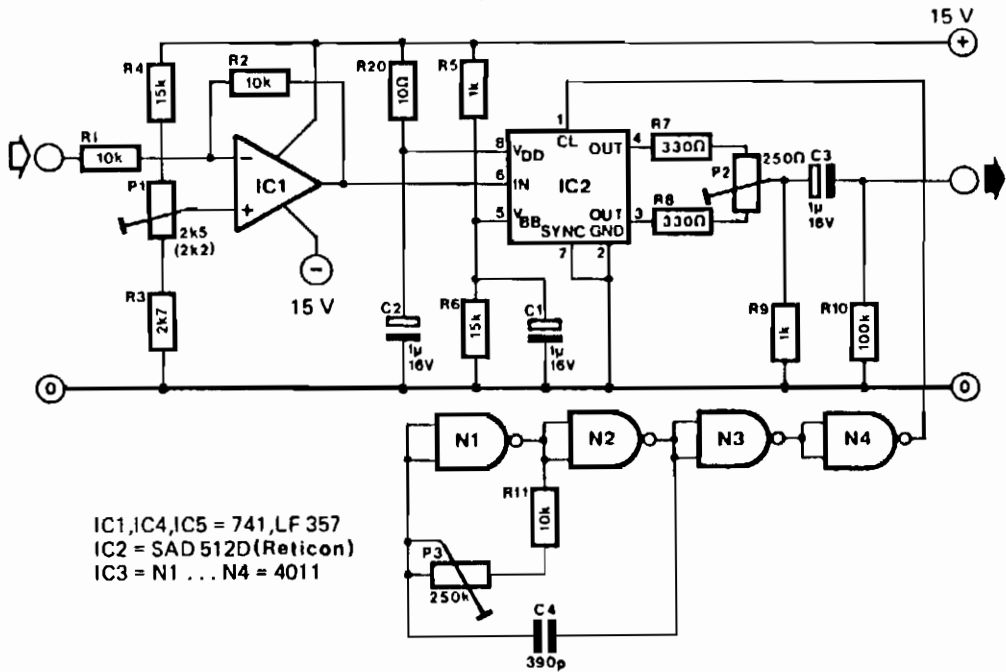 15 V
+
R4
15k
R2
10k
R20
10Ω
R5
1k
R1
10k
−
+
IC1
P1
2k5
(2k2)
−
15 V
R3
2k7
1
CL
8
VDD
OUT
4
6
IN
IC2
5
VBB
OUT
3
SYNC
GND
7
2
R7
330Ω
R8
330Ω
250Ω
P2
C3
1µ
16V
C2
1µ
16V
R6
15k
C1
1µ
16V
R9
1k
R10
100k
0
0
N1
N2
N3
N4
R11
10k
P3
250k
C4
390p
IC1,IC4,IC5 = 741,LF 357
IC2 = SAD 512D(Reticon)
IC3 = N1 ... N4 = 4011